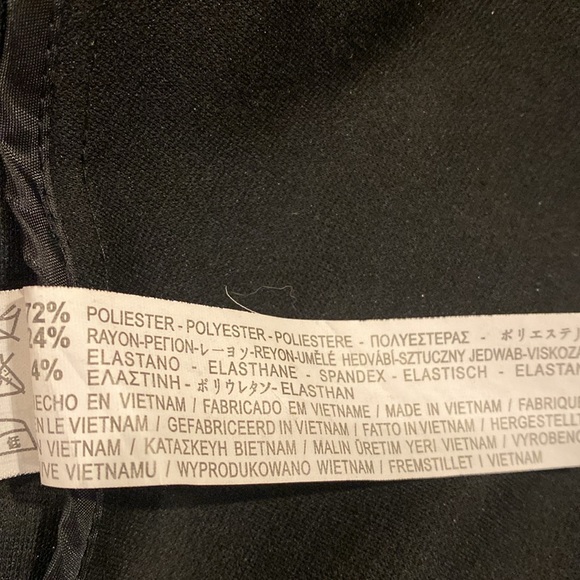 72% POLIESTER - POLYESTER - POLIESTERE - ΠΟΛΥΕΣΤΕΡΑΣ - ポリエステル
24% RAYON-РЕГІОН-レーヨン-REYON-UMĚLÉ HEDVÁBÍ-SZTUCZNY JEDWAB-VISKOZA
4% ELASTANO - ELASTHANE - SPANDEX - ELASTISCH - ELASTAN
ΕΛΑΣΤΙΝΗ - ポリウレタン - ELASTHAN
ECHO EN VIETNAM / FABRICADO EM VIETNAME / MADE IN VIETNAM / FABRIQUE
N LE VIETNAM / GEFABRICEERD IN VIETNAM / FATTO IN VIETNAM / HERGESTELLT
VIETNAM / ΚΑΤΑΣΚΕΥΗ ΒΙΕΤΝΑΜ / MALIN ÜRETIM YERI VIETNAM / VYROBENO
VE VIETNAMU / WYPRODUKOWANO WIETNAM / FREMSTILLET I VIETNAM
低